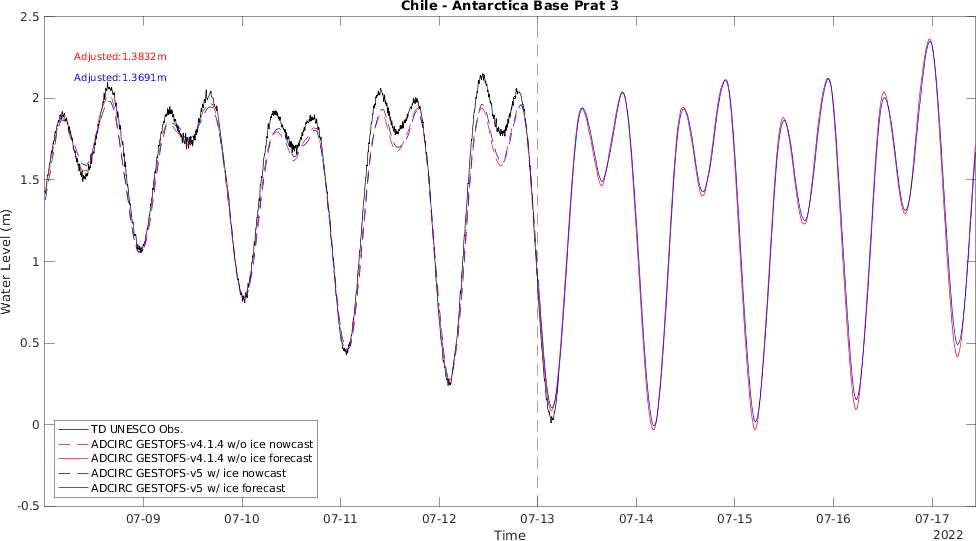 Chile - Antarctica Base Prat 3
2.5
2
1.5
1
0.5
0
-0.5
Water Level (m)
Adjusted:1.3832m
Adjusted:1.3691m
TD UNESCO Obs.
ADCIRC GESTOFS-v4.1.4 w/o ice nowcast
ADCIRC GESTOFS-v4.1.4 w/o ice forecast
ADCIRC GESTOFS-v5 w/ ice nowcast
ADCIRC GESTOFS-v5 w/ ice forecast
07-09 07-10 07-11 07-12 07-13 07-14 07-15 07-16 07-17
Time
2022